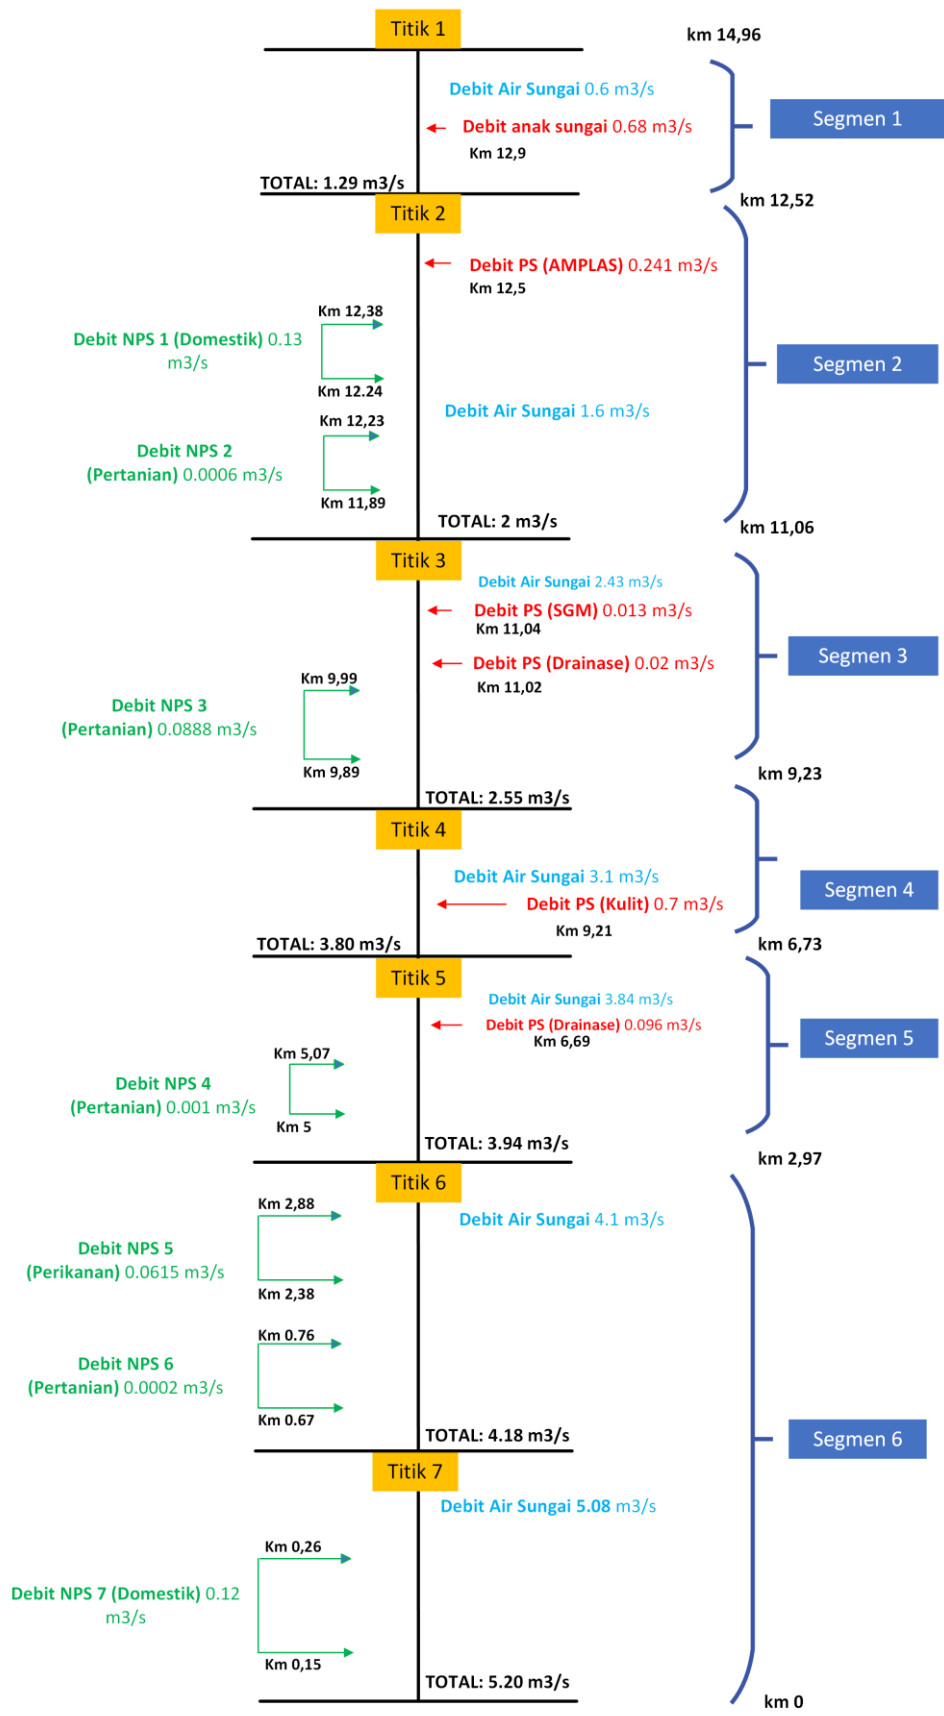 Titik 1
km 14,96
Debit Air Sungai 0.6 m3/s
Segmen 1
Debit anak sungai 0.68 m3/s
Km 12,9
TOTAL: 1.29 m3/s
km 12,52
Titik 2
Debit PS (AMPLAS) 0.241 m3/s
Km 12,5
Km 12,38
Debit NPS 1 (Domestik) 0.13
m3/s
Km 12.24
Segmen 2
Debit Air Sungai 1.6 m3/s
Km 12,23
Debit NPS 2
(Pertanian) 0.0006 m3/s
Km 11,89
TOTAL: 2 m3/s
km 11,06
Titik 3
Debit Air Sungai 2.43 m3/s
Debit PS (SGM) 0.013 m3/s
Km 11,04
Debit PS (Drainase) 0.02 m3/s
Km 11,02
Segmen 3
Km 9,99
Debit NPS 3
(Pertanian) 0.0888 m3/s
Km 9,89
km 9,23
TOTAL: 2.55 m3/s
Titik 4
Debit Air Sungai 3.1 m3/s
Segmen 4
Debit PS (Kulit) 0.7 m3/s
Km 9,21
TOTAL: 3.80 m3/s
km 6,73
Titik 5
Debit Air Sungai 3.84 m3/s
Debit PS (Drainase) 0.096 m3/s
Km 6,69
Segmen 5
Km 5,07
Debit NPS 4
(Pertanian) 0.001 m3/s
Km 5
TOTAL: 3.94 m3/s
km 2,97
Titik 6
Km 2,88
Debit Air Sungai 4.1 m3/s
Debit NPS 5
(Perikanan) 0.0615 m3/s
Km 2,38
Km 0.76
Debit NPS 6
(Pertanian) 0.0002 m3/s
Km 0.67
TOTAL: 4.18 m3/s
Segmen 6
Titik 7
Debit Air Sungai 5.08 m3/s
Km 0,26
Debit NPS 7 (Domestik) 0.12
m3/s
Km 0,15
TOTAL: 5.20 m3/s
km 0